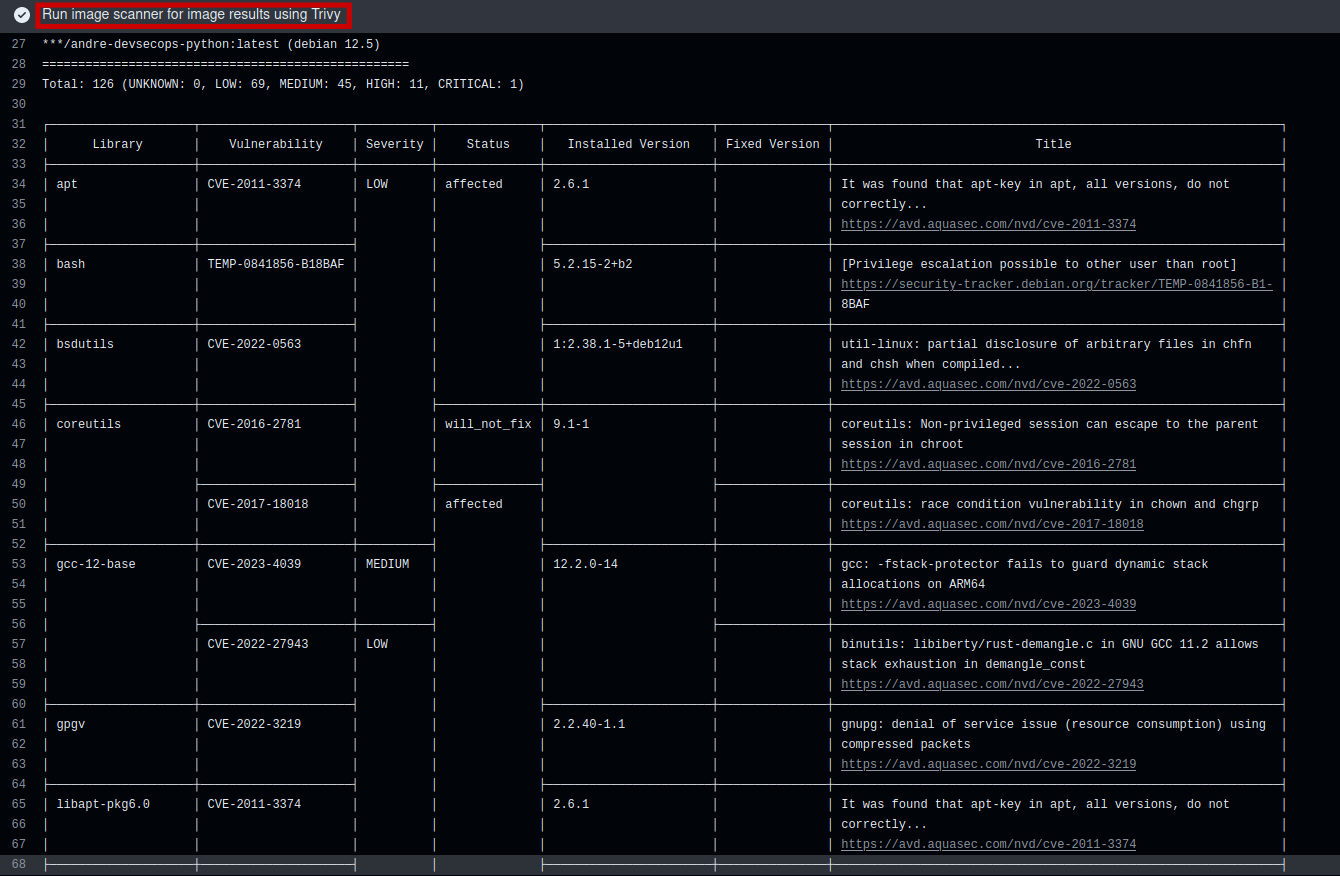 Run image scanner for image results using Trivy
27 ***/andre-devsecops-python:latest (debian 12.5)
28 ===================================================
29 Total: 126 (UNKNOWN: 0, LOW: 69, MEDIUM: 45, HIGH: 11, CRITICAL: 1)
30
31
32 Library Vulnerability Severity Status Installed Version Fixed Version Title
33
34 apt CVE-2011-3374 LOW affected 2.6.1 It was found that apt-key in apt, all versions, do not
35 correctly...
36 https://avd.aquasec.com/nvd/cve-2011-3374
37
38 bash TEMP-0841856-B18BAF 5.2.15-2+b2 [Privilege escalation possible to other user than root]
39 https://security-tracker.debian.org/tracker/TEMP-0841856-B1-
40 8BAF
41
42 bsdutils CVE-2022-0563 1:2.38.1-5+deb12u1 util-linux: partial disclosure of arbitrary files in chfn
43 and chsh when compiled...
44 https://avd.aquasec.com/nvd/cve-2022-0563
45
46 coreutils CVE-2016-2781 will_not_fix 9.1-1 coreutils: Non-privileged session can escape to the parent
47 session in chroot
48 https://avd.aquasec.com/nvd/cve-2016-2781
49
50 CVE-2017-18018 affected coreutils: race condition vulnerability in chown and chgrp
51 https://avd.aquasec.com/nvd/cve-2017-18018
52
53 gcc-12-base CVE-2023-4039 MEDIUM 12.2.0-14 gcc: -fstack-protector fails to guard dynamic stack
54 allocations on ARM64
55 https://avd.aquasec.com/nvd/cve-2023-4039
56
57 CVE-2022-27943 LOW binutils: libiberty/rust-demangle.c in GNU GCC 11.2 allows
58 stack exhaustion in demangle_const
59 https://avd.aquasec.com/nvd/cve-2022-27943
60
61 gpgv CVE-2022-3219 2.2.40-1.1 gnupg: denial of service issue (resource consumption) using
62 compressed packets
63 https://avd.aquasec.com/nvd/cve-2022-3219
64
65 libapt-pkg6.0 CVE-2011-3374 2.6.1 It was found that apt-key in apt, all versions, do not
66 correctly...
67 https://avd.aquasec.com/nvd/cve-2011-3374
68